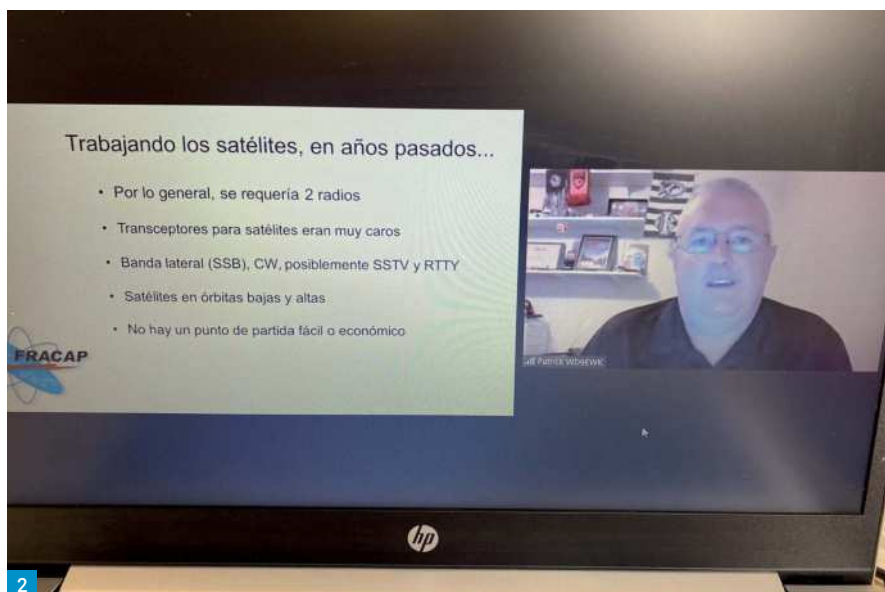 Trabajando los satélites, en años pasados...
• Por lo general, se requería 2 radios
• Transceptores para satélites eran muy caros
• Banda lateral (SSB), CW, posiblemente SSTV y RTTY
• Satélites en órbitas bajas y altas
• No hay un punto de partida fácil o económico
FRACAP
Patrick WD9EWK
hp
2